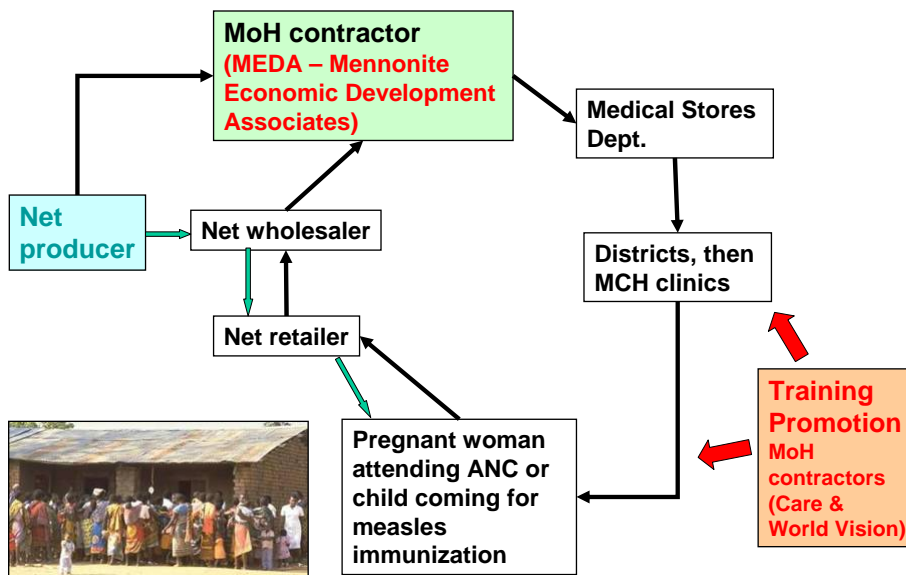 MoH contractor
(MEDA – Mennonite
Economic Development
Associates)
Medical Stores
Dept.
Net
producer
Net wholesaler
Districts, then
MCH clinics
Net retailer
Training
Promotion
MoH
contractors
(Care &
World Vision)
Pregnant woman
attending ANC or
child coming for
measles
immunization